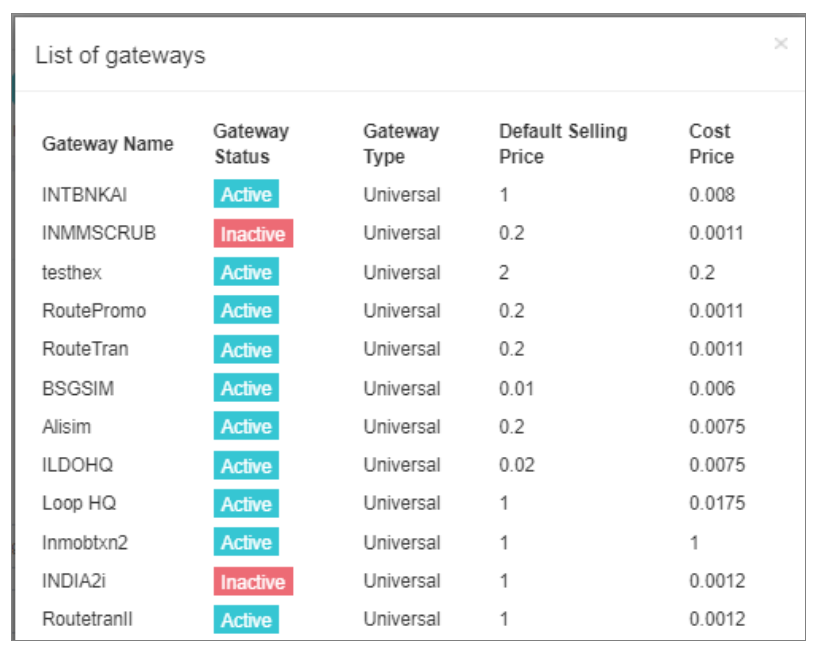 List of gateways
×
Gateway Name Gateway Status Gateway Type Default Selling Price Cost Price
INTBNKAI Active Universal 1 0.008
INMMSCRUB Inactive Universal 0.2 0.0011
testhex Active Universal 2 0.2
RoutePromo Active Universal 0.2 0.0011
RouteTran Active Universal 0.2 0.0011
BSGSIM Active Universal 0.01 0.006
Alisim Active Universal 0.2 0.0075
ILDOHQ Active Universal 0.02 0.0075
Loop HQ Active Universal 1 0.0175
Inmobtxn2 Active Universal 1 1
INDIA2i Inactive Universal 1 0.0012
RoutetranII Active Universal 1 0.0012